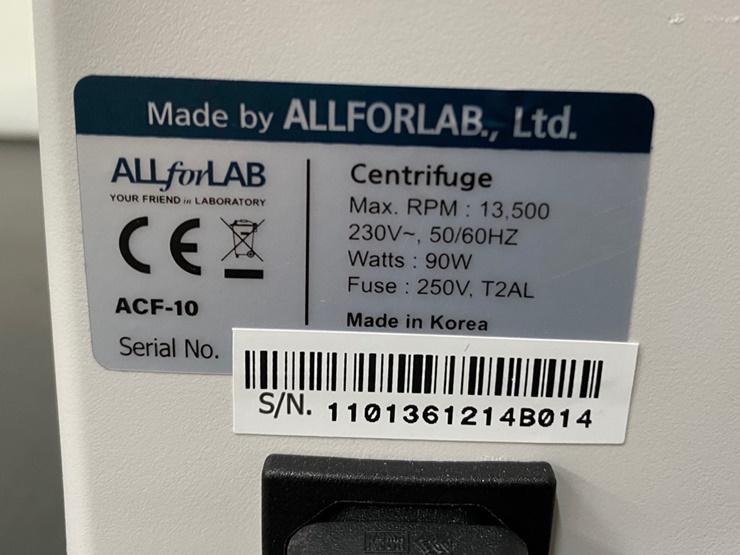 Made by ALLFORLAB., Ltd.
ALLforLAB
YOUR FRIEND in LABORATORY
CE
ACF-10
Serial No.
Centrifuge
Max. RPM : 13,500
230V~, 50/60HZ
Watts : 90W
Fuse : 250V, T2AL
Made in Korea
S/N. 1101361214B014